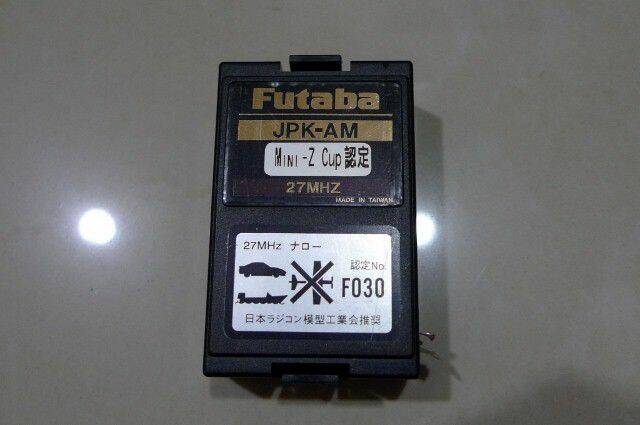 Futaba
JPK-AM
MINI-Z Cup認定
27MHZ
MADE IN TAIWAN
27MHz ナロー
認定No.
F030
日本ラジコン模型工業会推奨